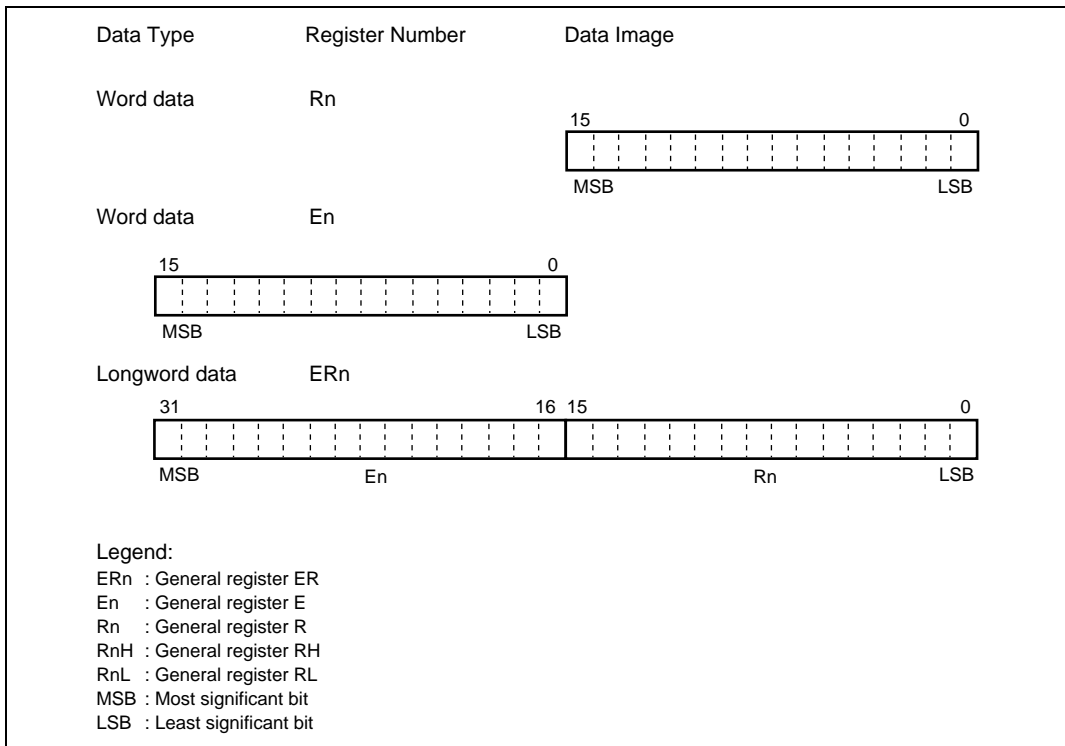 Data Type Register Number Data Image
Word data Rn
15 0
MSB LSB
Word data En
15 0
MSB LSB
Longword data ERn
31 16 15 0
MSB En Rn LSB
Legend:
ERn : General register ER
En : General register E
Rn : General register R
RnH : General register RH
RnL : General register RL
MSB : Most significant bit
LSB : Least significant bit